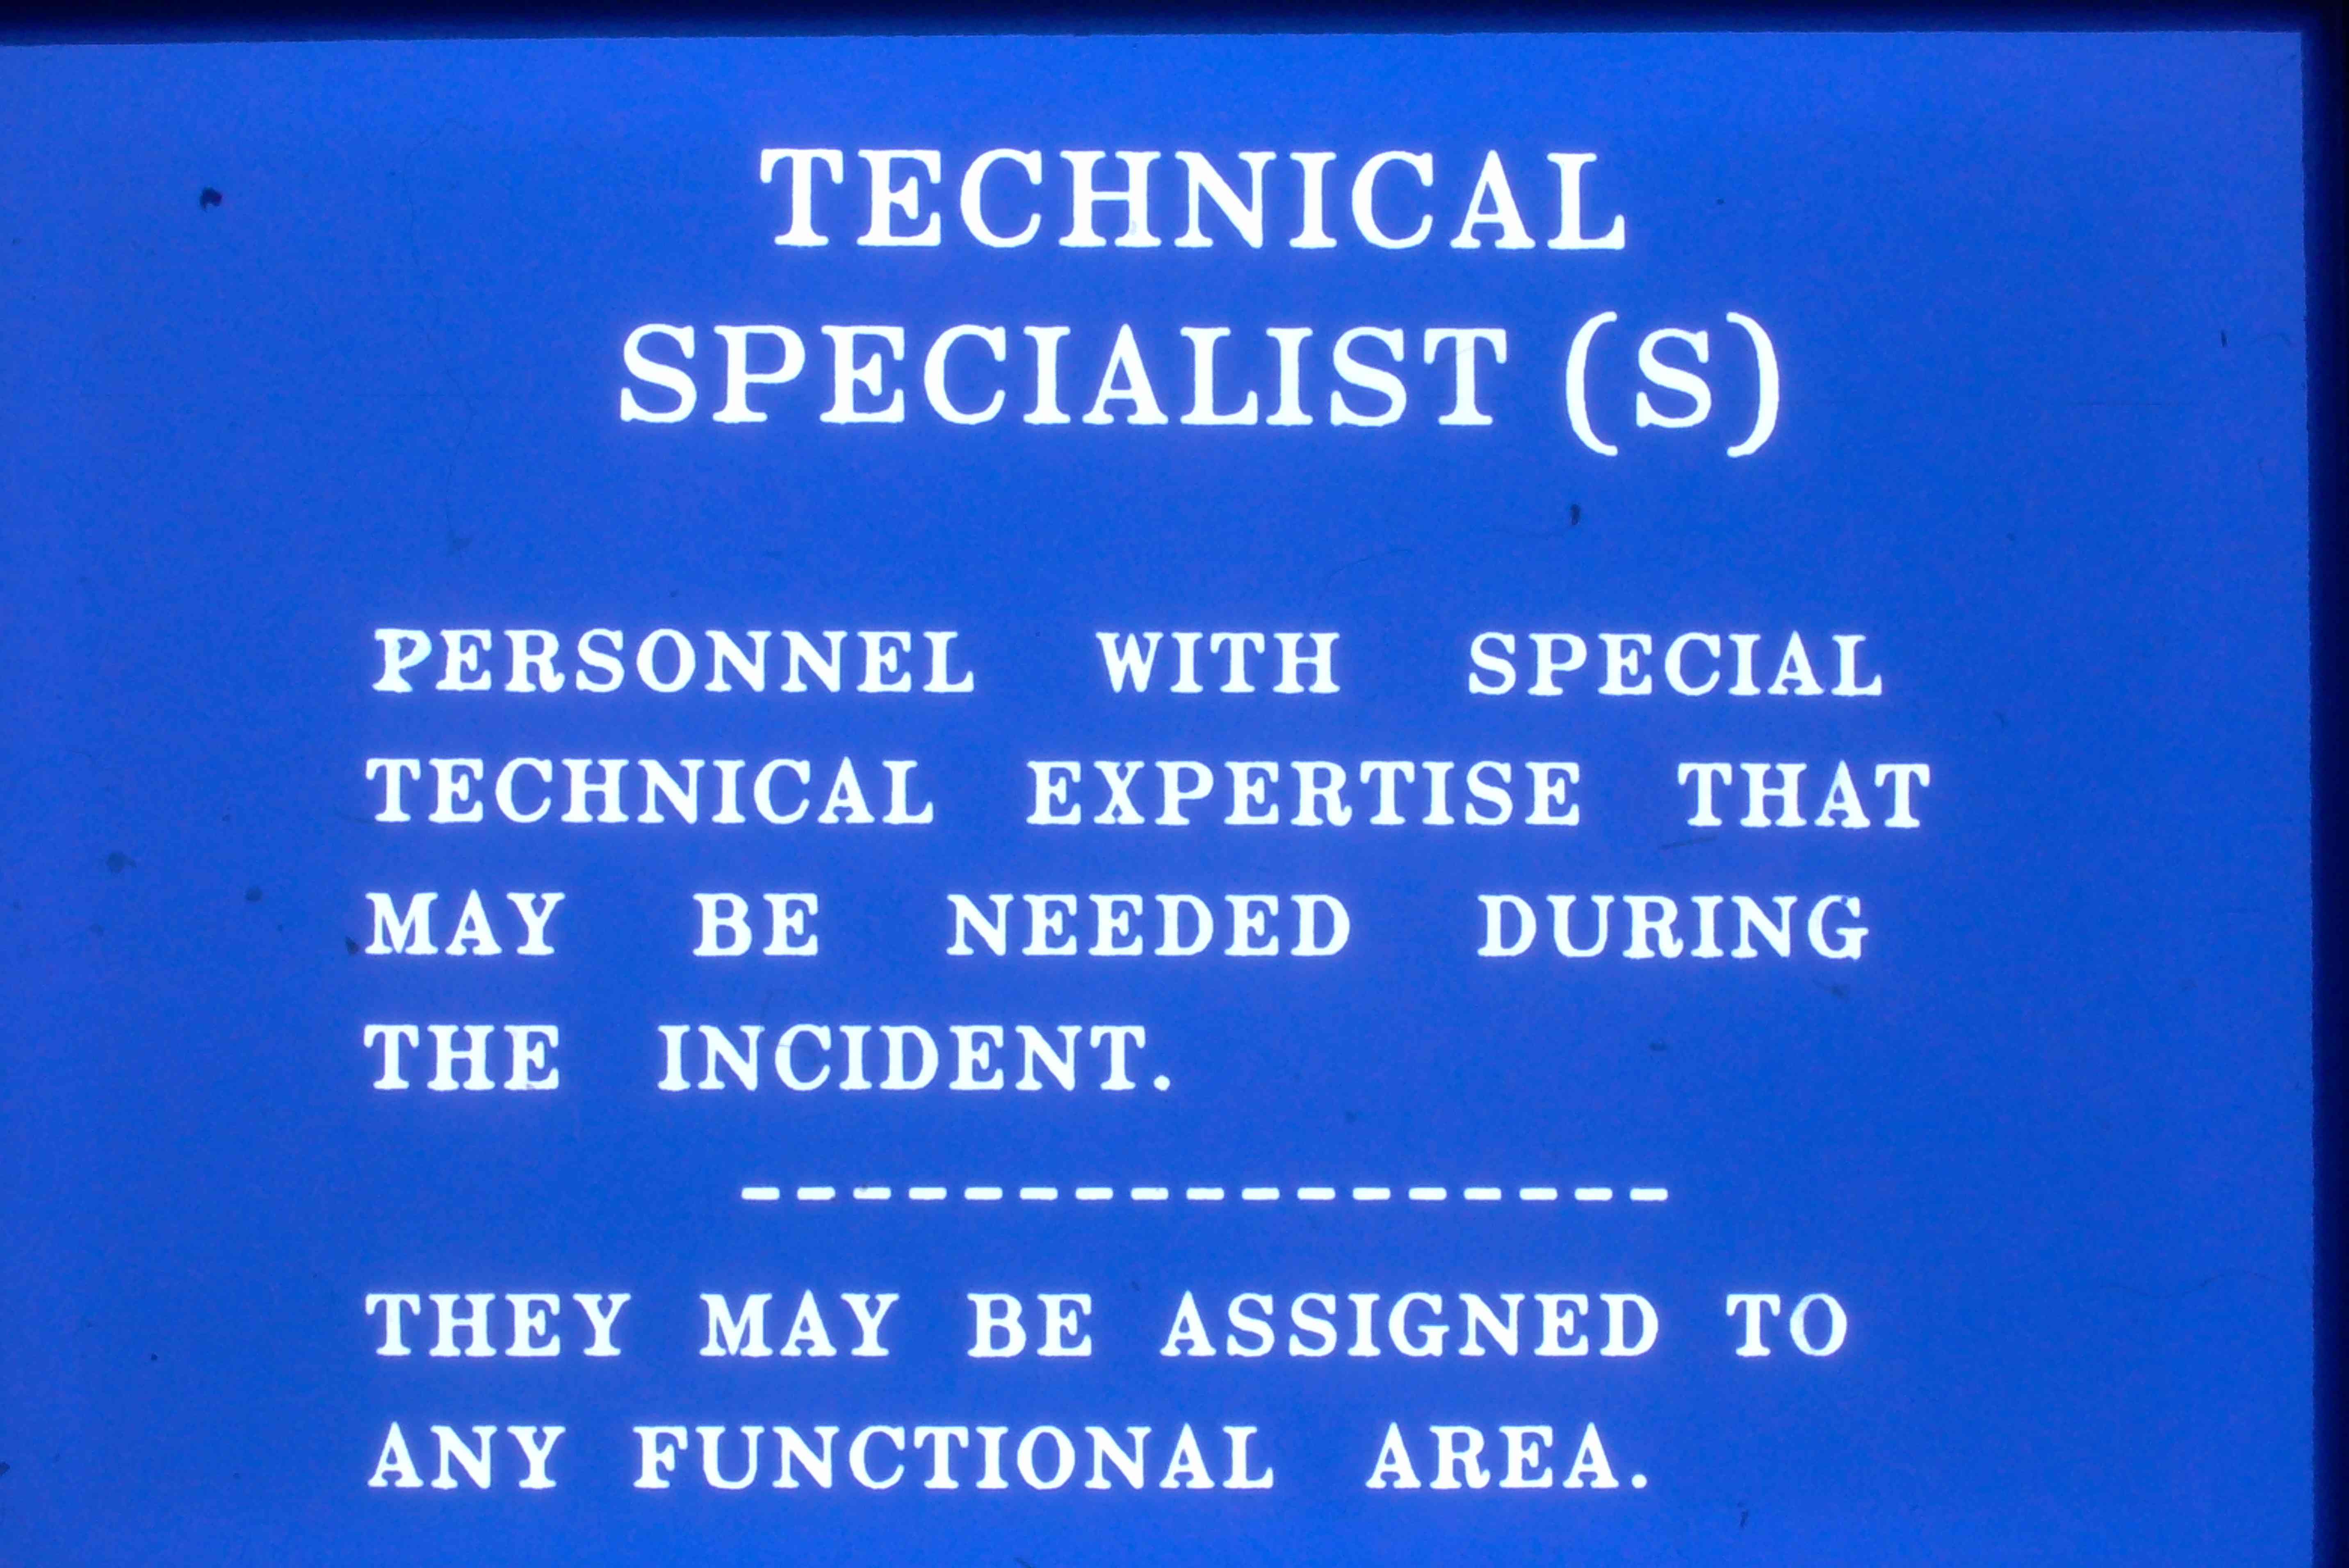 TECHNICAL
SPECIALIST (S)
PERSONNEL WITH SPECIAL
TECHNICAL EXPERTISE THAT
MAY BE NEEDED DURING
THE INCIDENT.
-----------------
THEY MAY BE ASSIGNED TO
ANY FUNCTIONAL AREA.